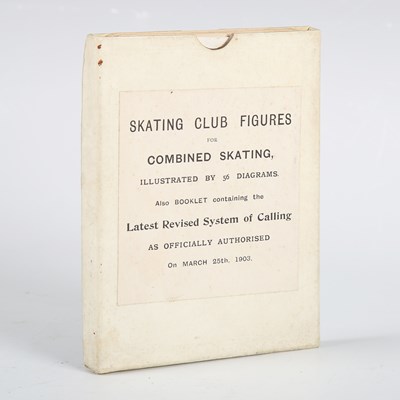 SKATING CLUB FIGURES
FOR
COMBINED SKATING,
ILLUSTRATED BY 56 DIAGRAMS.
Also BOOKLET containing the
Latest Revised System of Calling
AS OFFICIALLY AUTHORISED
On MARCH 25th, 1903.